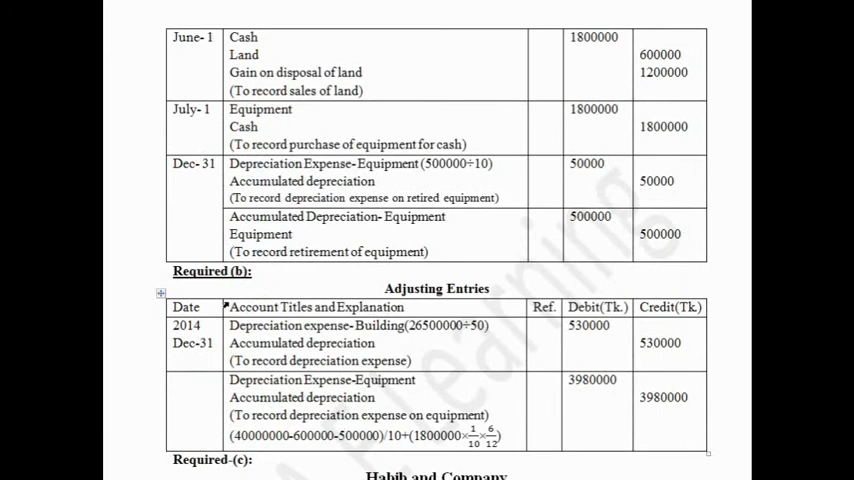 June- 1 Cash 1800000
Land 600000
Gain on disposal of land 1200000
(To record sales of land)
July- 1 Equipment 1800000
Cash 1800000
(To record purchase of equipment for cash)
Dec- 31 Depreciation Expense- Equipment (500000÷10) 50000
Accumulated depreciation 50000
(To record depreciation expense on retired equipment)
Accumulated Depreciation- Equipment 500000
Equipment 500000
(To record retirement of equipment)
Required (b):
Adjusting Entries
Date Account Titles and Explanation Ref. Debit(Tk.) Credit(Tk.)
2014 Depreciation expense- Building(26500000÷50) 530000
Dec-31 Accumulated depreciation 530000
(To record depreciation expense)
Depreciation Expense-Equipment 3980000
Accumulated depreciation 3980000
(To record depreciation expense on equipment)
(40000000-600000-500000)/10+(1800000×1/10×6/12)
Required-(c):
Habib and Company
Learning